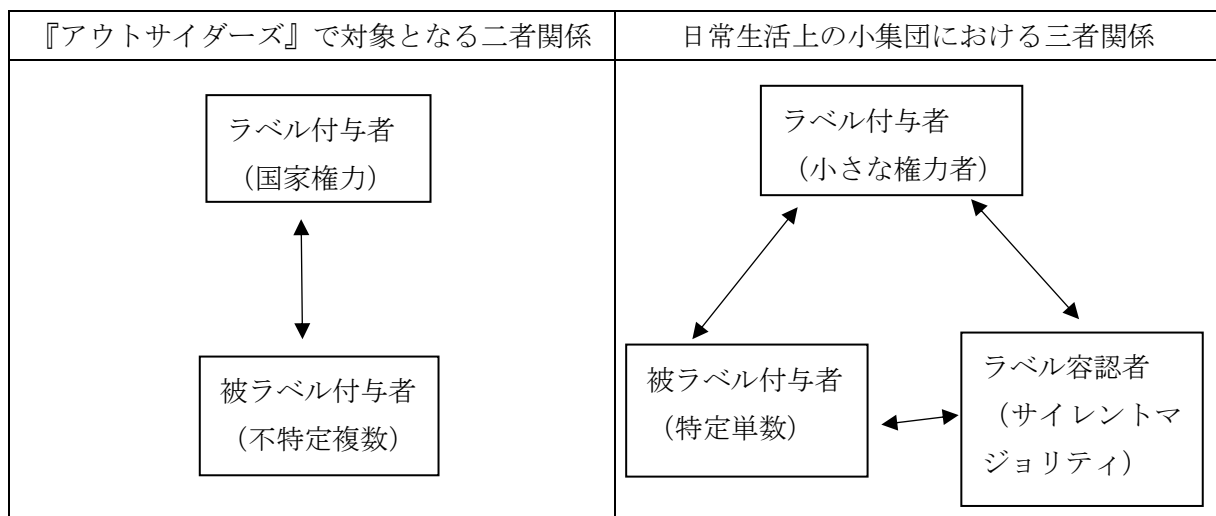 『アウトサイダーズ』で対象となる二者関係
日常生活上の小集団における三者関係
ラベル付与者
（国家権力）
被ラベル付与者
（不特定複数）
ラベル付与者
（小さな権力者）
被ラベル付与者
（特定単数）
ラベル容認者
（サイレントマ
ジョリティ）